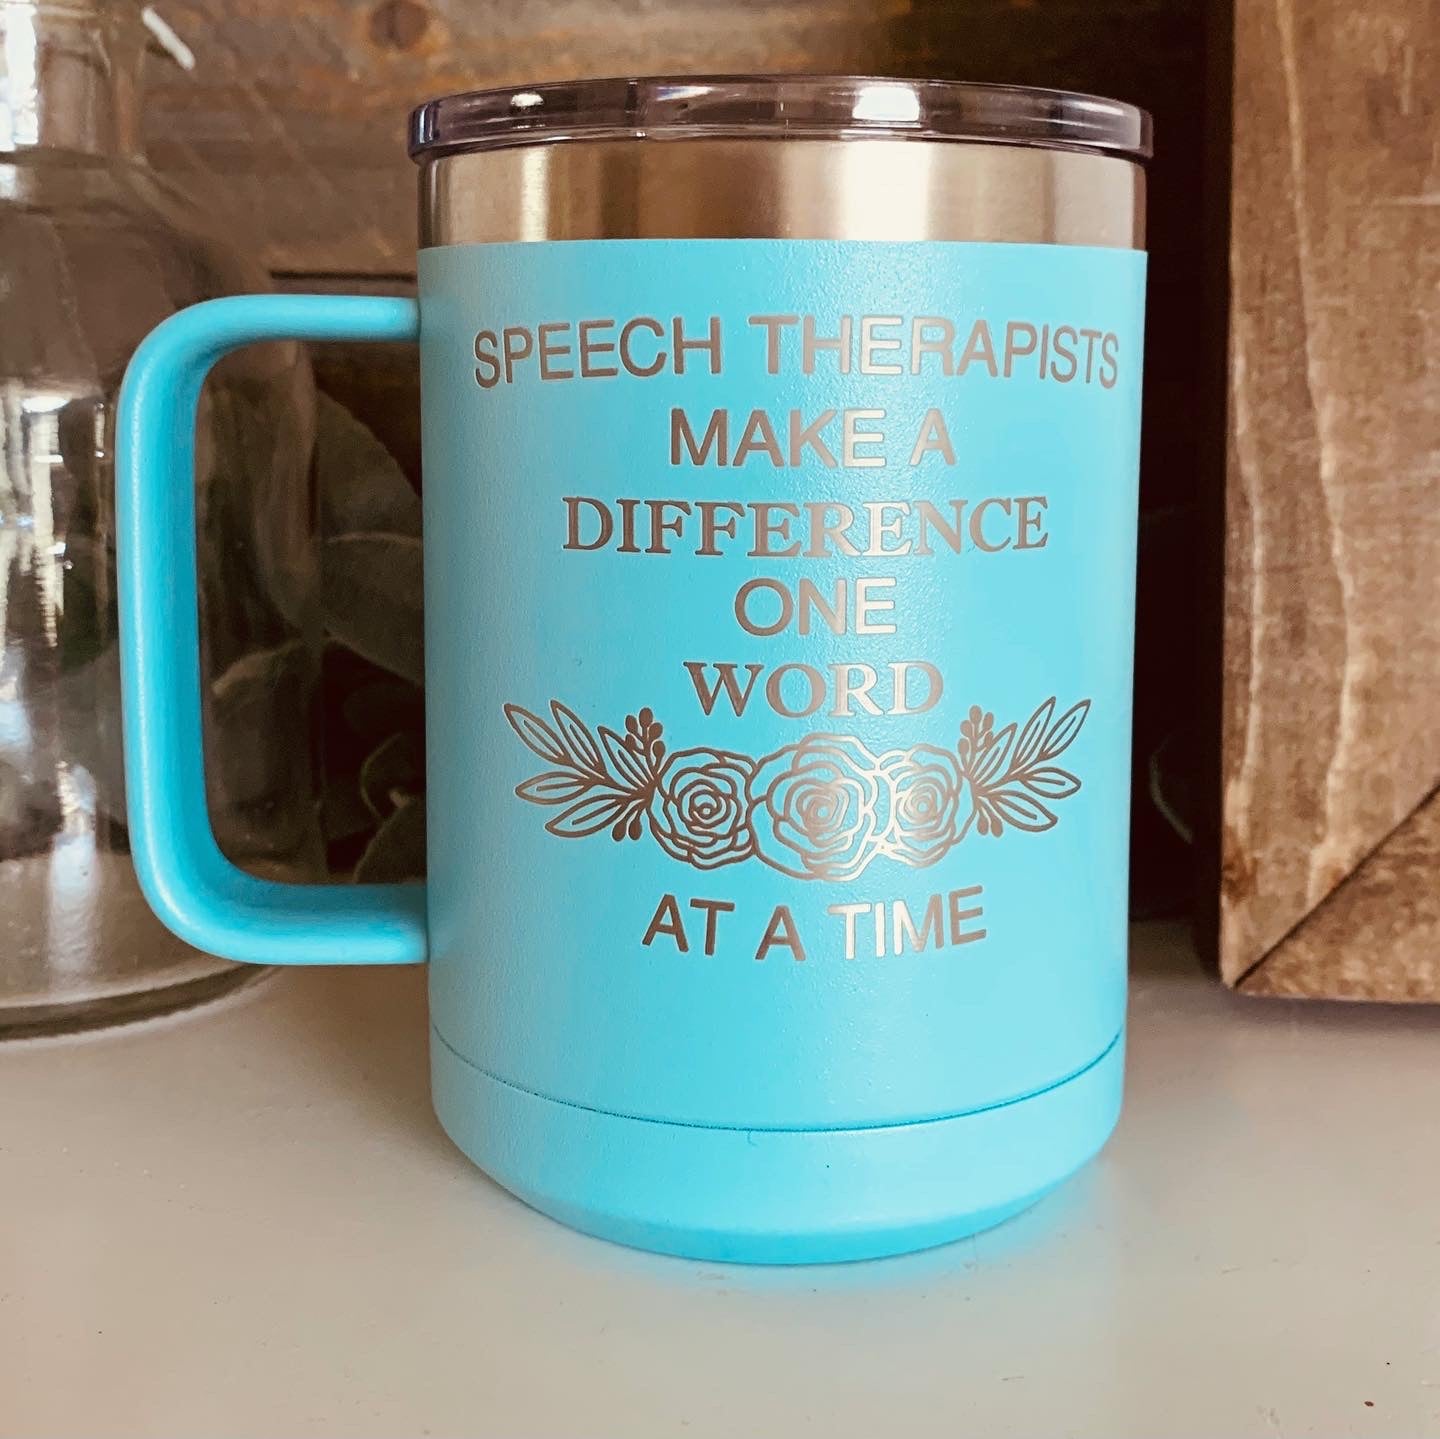 SPEECH THERAPISTS
MAKE A
DIFFERENCE
ONE
WORD
AT A TIME